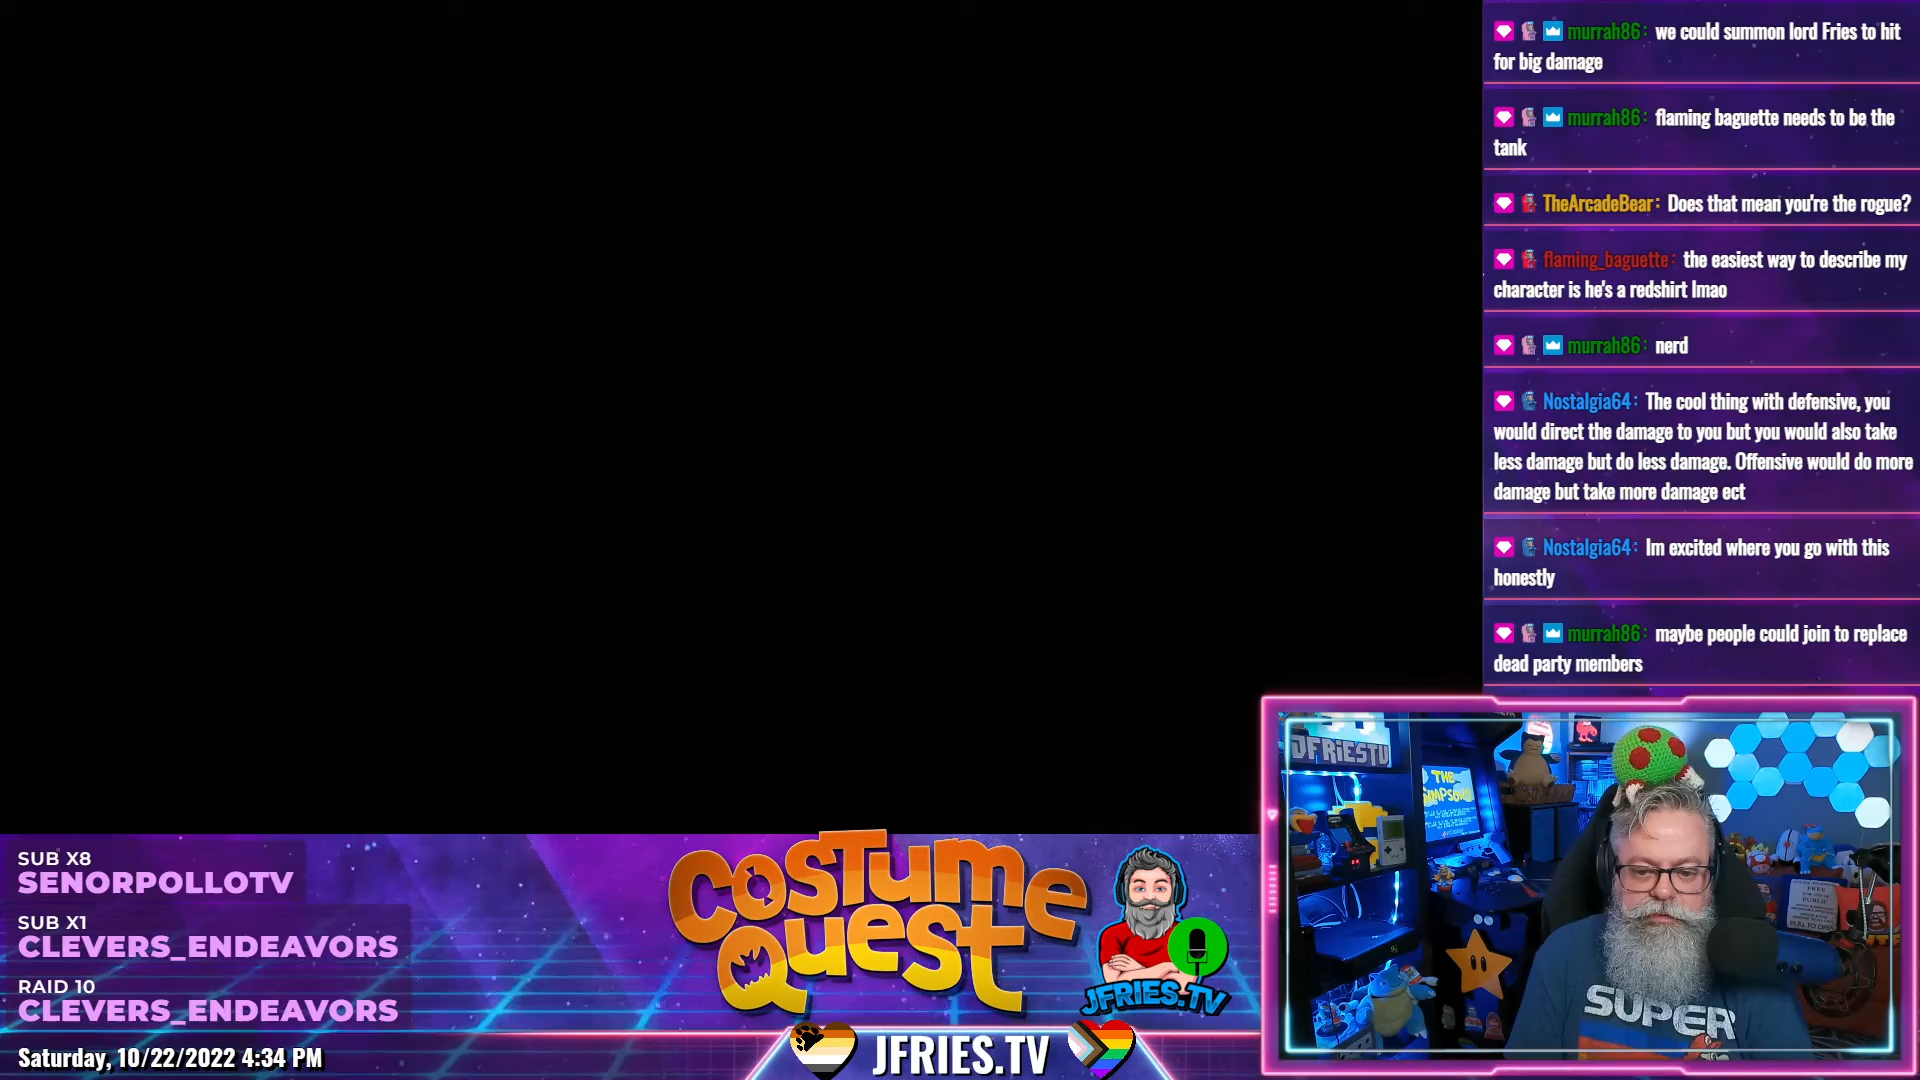 murrah86: we could summon lord Fries to hit
for big damage
murrah86: flaming baguette needs to be the
tank
TheArcadeBear: Does that mean you're the rogue?
flaming_baguette: the easiest way to describe my
character is he's a redshirt lmao
murrah86: nerd
Nostalgia64: The cool thing with defensive, you
would direct the damage to you but you would also take
less damage but do less damage. Offensive would do more
damage but take more damage ect
Nostalgia64: Im excited where you go with this
honestly
murrah86: maybe people could join to replace
dead party members
JFRIESTV
THE
SIMPSONS
SUPER
SUB X8
SENORPOLLOTV
SUB X1
CLEVERS_ENDEAVORS
RAID 10
CLEVERS_ENDEAVORS
Saturday, 10/22/2022 4:34 PM
COSTUME
QUEST
JFRIES.TV
JFRIES.TV